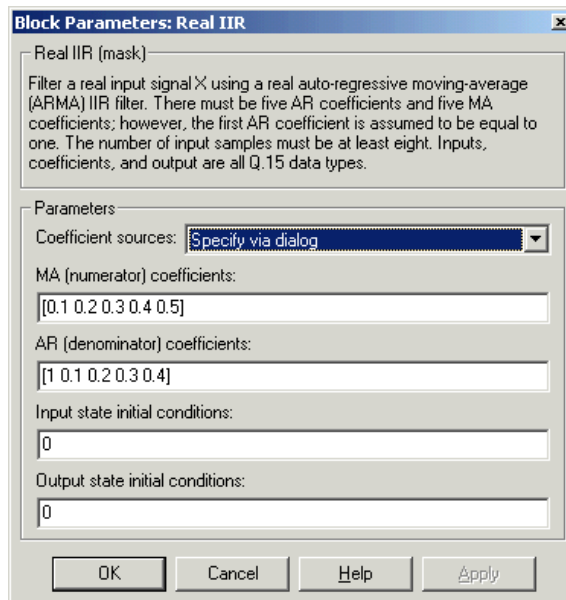 Block Parameters: Real IIR
Real IIR (mask)
Filter a real input signal X using a real auto-regressive moving-average
(ARMA) IIR filter. There must be five AR coefficients and five MA
coefficients; however, the first AR coefficient is assumed to be equal to
one. The number of input samples must be at least eight. Inputs,
coefficients, and output are all Q.15 data types.
Parameters
Coefficient sources: Specify via dialog
MA (numerator) coefficients:
[0.1 0.2 0.3 0.4 0.5]
AR (denominator) coefficients:
[1 0.1 0.2 0.3 0.4]
Input state initial conditions:
0
Output state initial conditions:
0
OK Cancel Help Apply